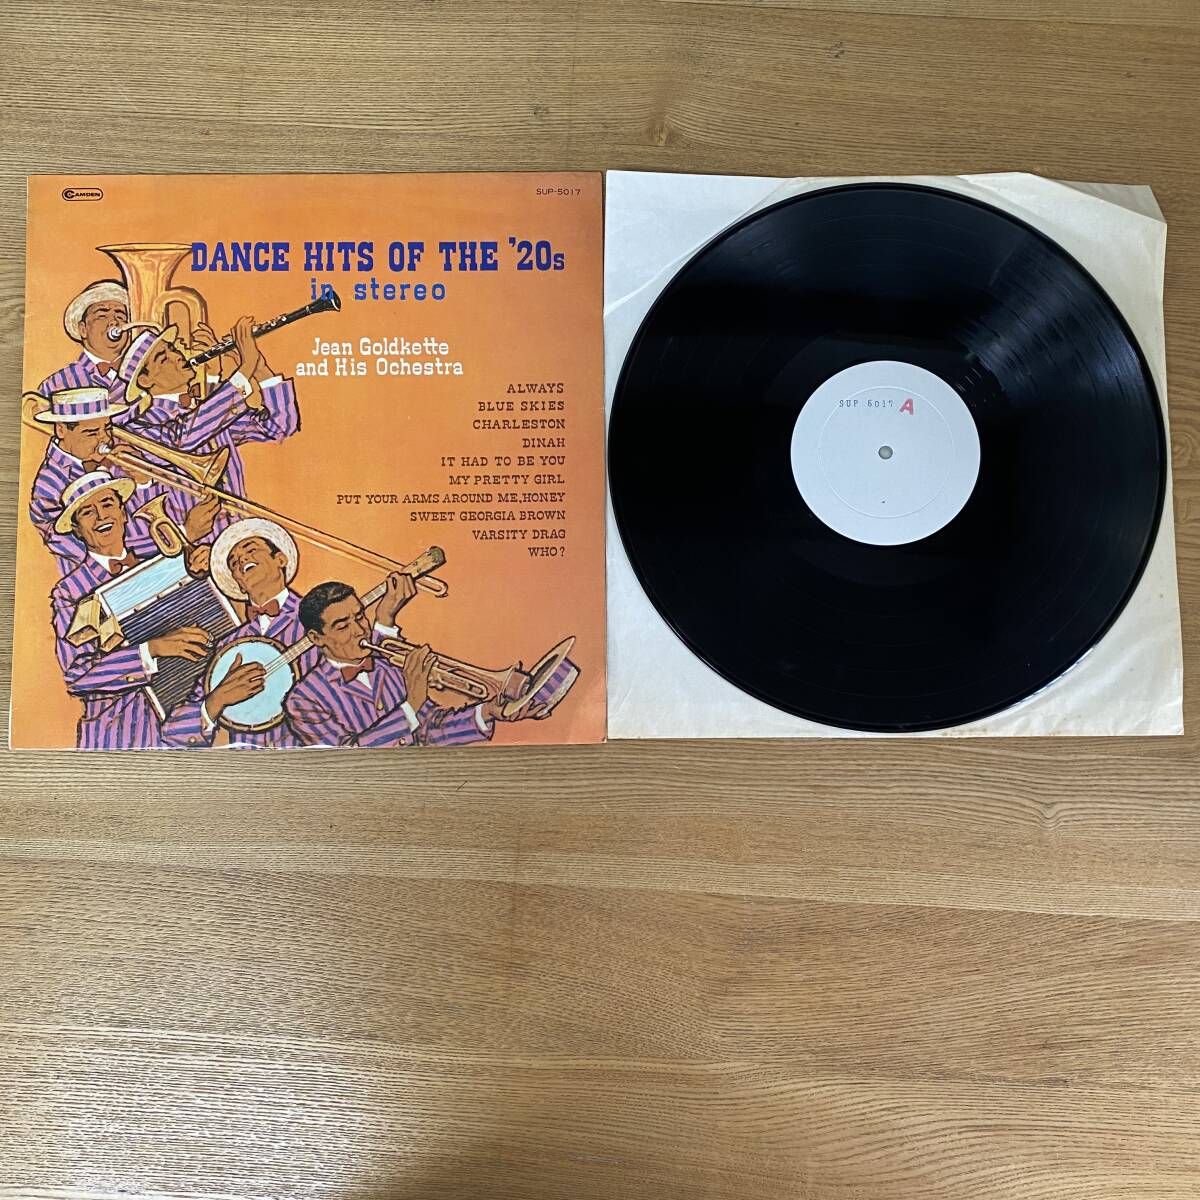 CAMDEN
SUP-5017
DANCE HITS OF THE '20s
in stereo
Jean Goldkette
and His Ochestra
ALWAYS
BLUE SKIES
CHARLESTON
DINAH
IT HAD TO BE YOU
MY PRETTY GIRL
PUT YOUR ARMS AROUND ME,HONEY
SWEET GEORGIA BROWN
VARSITY DRAG
WHO?
SUP 5017 A